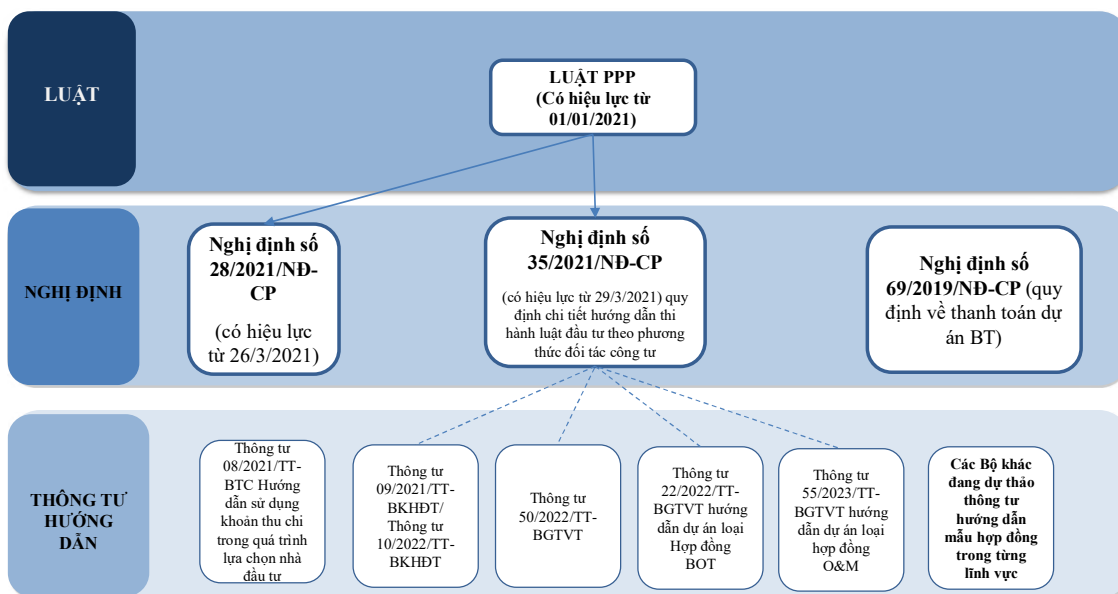 LUẬT
LUẬT PPP
(Có hiệu lực từ
01/01/2021)
NGHỊ ĐỊNH
Nghị định số
28/2021/NĐ-
CP
(có hiệu lực
từ 26/3/2021)
Nghị định số
35/2021/NĐ-CP
(có hiệu lực từ 29/3/2021) quy
định chi tiết hướng dẫn thi
hành luật đầu tư theo phương
thức đối tác công tư
Nghị định số
69/2019/NĐ-CP (quy
định về thanh toán dự
án BT)
THÔNG TƯ
HƯỚNG
DẪN
Thông tư
08/2021/TT-
BTC Hướng
dẫn sử dụng
khoản thu chi
trong quá trình
lựa chọn nhà
đầu tư
Thông tư
09/2021/TT-
BKHĐT/
Thông tư
10/2022/TT-
BKHĐT
Thông tư
50/2022/TT-
BGTVT
Thông tư
22/2022/TT-
BGTVT hướng
dẫn dự án loại
Hợp đồng
BOT
Thông tư
55/2023/TT-
BGTVT hướng
dẫn dự án loại
hợp đồng
O&M
Các Bộ khác
đang dự thảo
thông tư
hướng dẫn
mẫu hợp đồng
trong từng
lĩnh vực